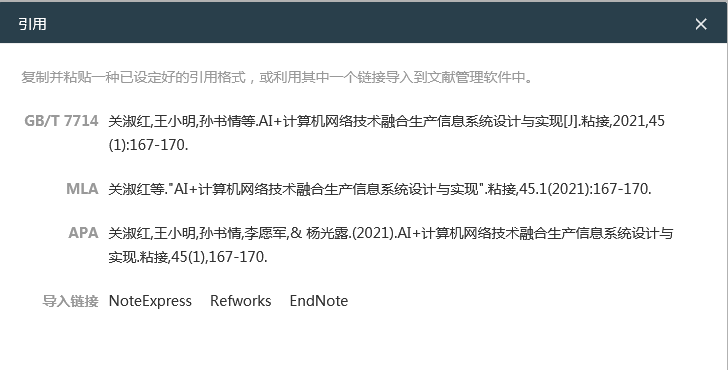 引用
复制并粘贴一种已设定好的引用格式，或利用其中一个链接导入到文献管理软件中。
GB/T 7714 关淑红,王小明,孙书情等.AI+计算机网络技术融合生产信息系统设计与实现[J].粘接,2021,45
(1):167-170.
MLA 关淑红等."AI+计算机网络技术融合生产信息系统设计与实现".粘接,45.1(2021):167-170.
APA 关淑红,王小明,孙书情,李愿军,& 杨光露.(2021).AI+计算机网络技术融合生产信息系统设计与
实现.粘接,45(1),167-170.
导入链接 NoteExpress Refworks EndNote